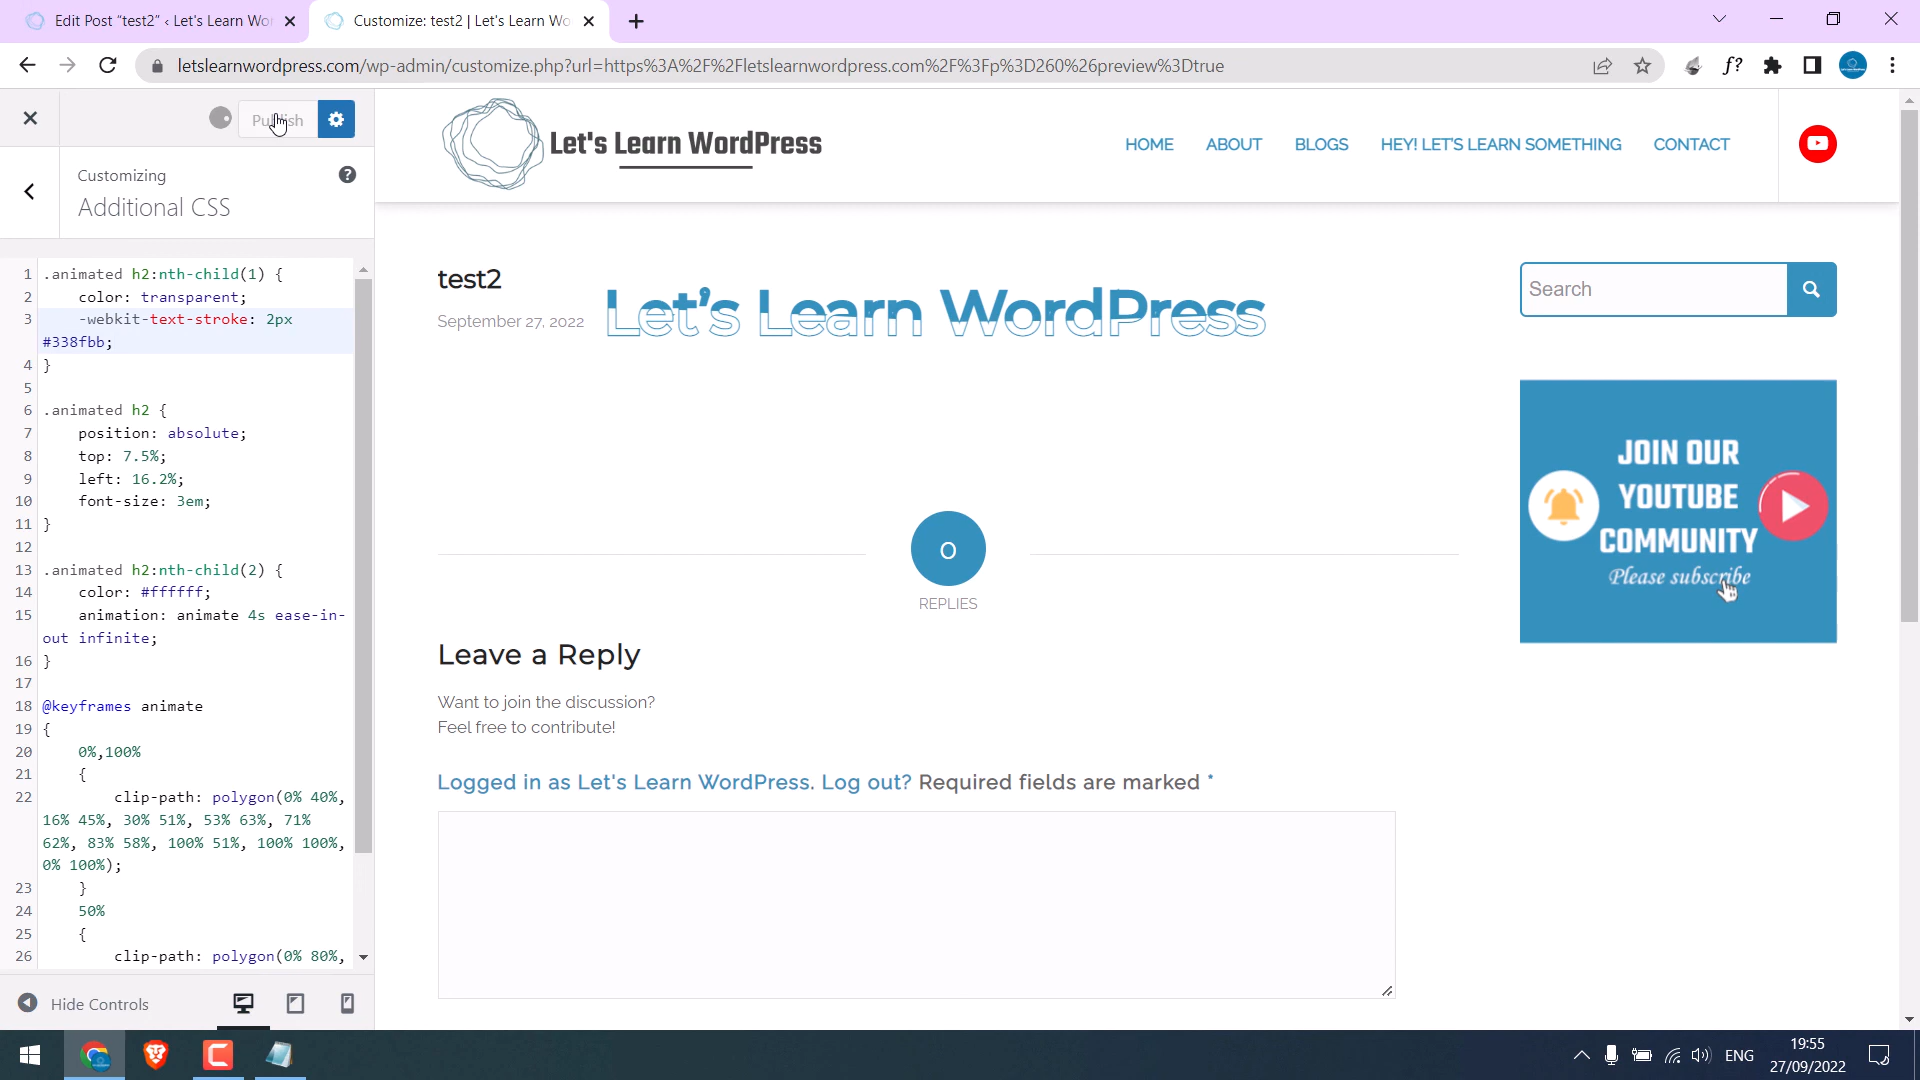 Edit Post “test2” ‹ Let's Learn Wor
Customize: test2 | Let's Learn Wo
letslearnwordpress.com/wp-admin/customize.php?url=https%3A%2F%2Fletslearnwordpress.com%2F%3Fp%3D260%26preview%3Dtrue
f?
Publish
Customizing
Additional CSS
1 .animated h2:nth-child(1) {
2 color: transparent;
3 -webkit-text-stroke: 2px
#338fbb;
4 }
5
6 .animated h2 {
7 position: absolute;
8 top: 7.5%;
9 left: 16.2%;
10 font-size: 3em;
11 }
12
13 .animated h2:nth-child(2) {
14 color: #ffffff;
15 animation: animate 4s ease-in-
out infinite;
16 }
17
18 @keyframes animate
19 {
20 0%,100%
21 {
22 clip-path: polygon(0% 40%,
16% 45%, 30% 51%, 53% 63%, 71%
62%, 83% 58%, 100% 51%, 100% 100%,
0% 100%);
23 }
24 50%
25 {
26 clip-path: polygon(0% 80%,
Hide Controls
Let's Learn WordPress
HOME ABOUT BLOGS HEY! LET'S LEARN SOMETHING CONTACT
test2
September 27, 2022
Let’s Learn WordPress
Search
JOIN OUR
YOUTUBE
COMMUNITY
Please subscribe
0
REPLIES
Leave a Reply
Want to join the discussion?
Feel free to contribute!
Logged in as Let's Learn WordPress. Log out? Required fields are marked *
ENG
19:55
27/09/2022